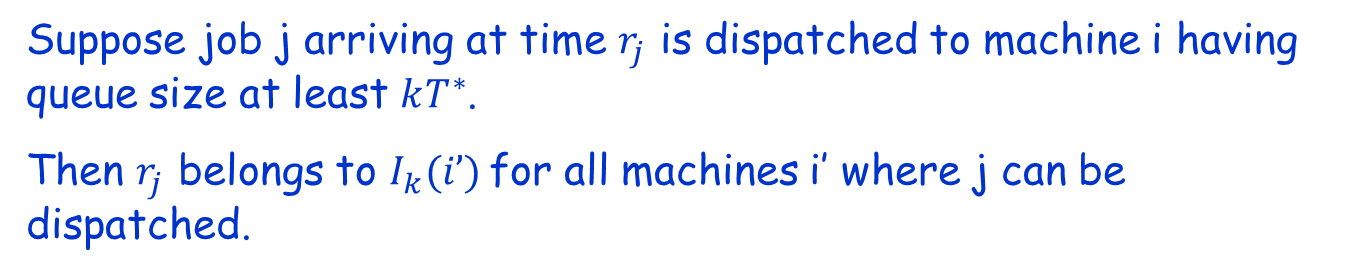 Suppose job j arriving at time r_j is dispatched to machine i having
queue size at least kT*.
Then r_j belongs to I_k(i') for all machines i' where j can be
dispatched.